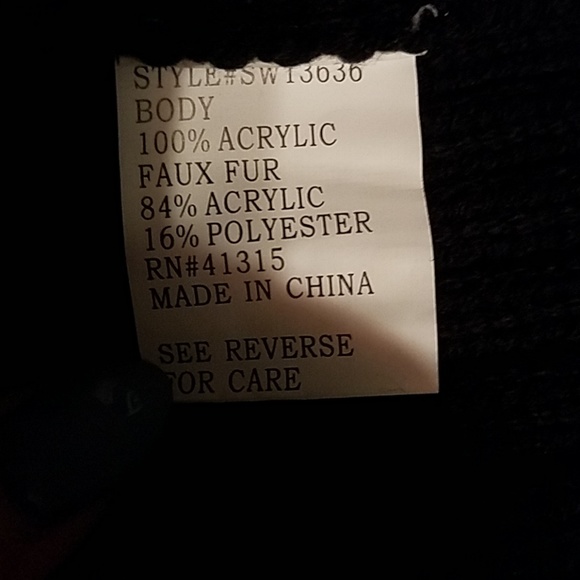 STYLE#SW13636
BODY
100% ACRYLIC
FAUX FUR
84% ACRYLIC
16% POLYESTER
RN#41315
MADE IN CHINA
SEE REVERSE
FOR CARE